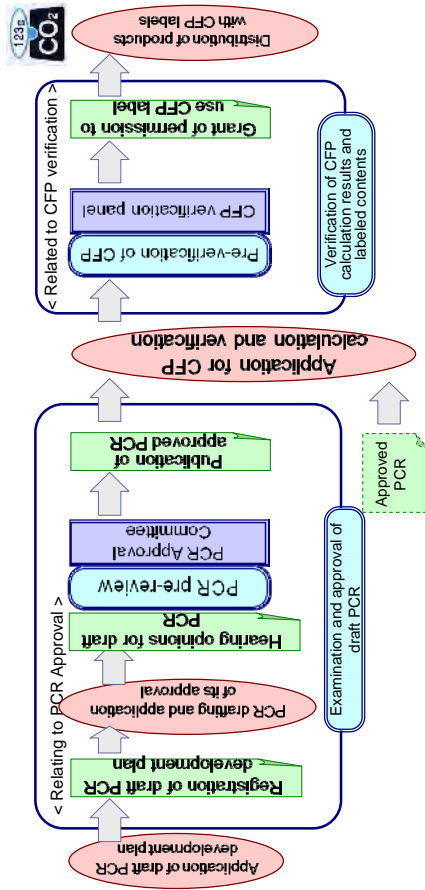 Application of draft PCR
development plan
< Relating to PCR Approval >
Registration of draft PCR
development plan
PCR drafting and application
of its approval
Hearing opinions for draft
PCR
PCR pre-review
PCR Approval
Committee
Publication of
approved PCR
Examination and approval of
draft PCR
Approved
PCR
Application for CFP
calculation and verification
< Related to CFP verification >
Pre-verification of CFP
CFP verification panel
Grant of permission to
use CFP label
Verification of CFP
calculation results and
labeled contents
Distribution of products
with CFP labels
123g
CO2